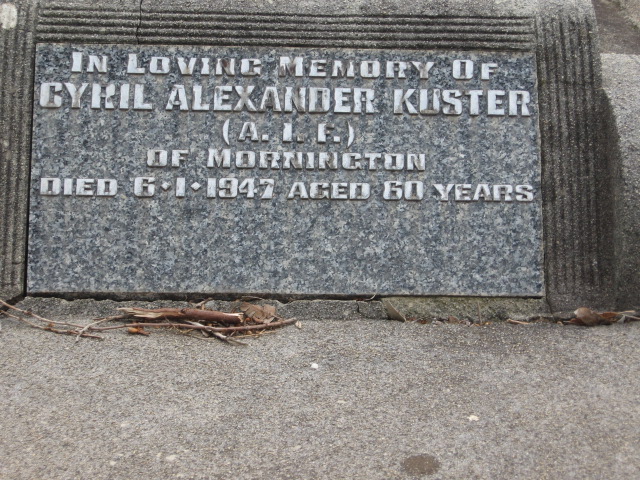 In Loving Memory Of
CYRIL ALEXANDER KUSTER
(A. I. F.)
OF MORNINGTON
DIED 6·1·1947 AGED 60 YEARS